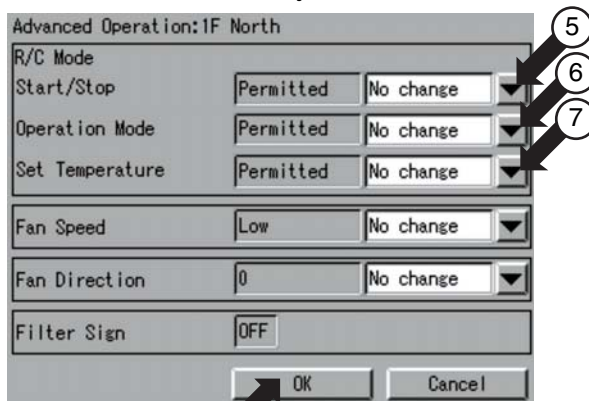 Advanced Operation:1F North
R/C Mode
Start/Stop Permitted No change
Operation Mode Permitted No change
Set Temperature Permitted No change
Fan Speed Low No change
Fan Direction 0 No change
Filter Sign OFF
OK Cancel
5
6
7